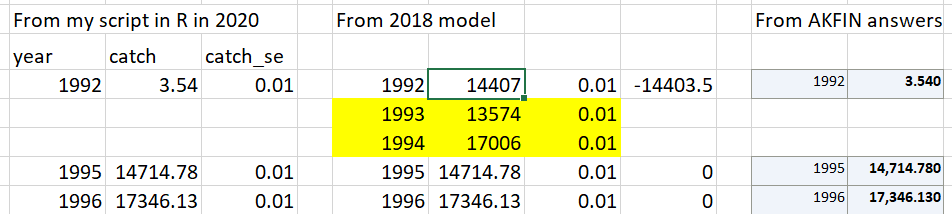 From my script in R in 2020 From 2018 model From AKFIN answers
year catch catch_se
1992 3.54 0.01 1992 14407 0.01 -14403.5 1992 3.540
1993 13574 0.01
1994 17006 0.01
1995 14714.78 0.01 1995 14714.78 0.01 0 1995 14,714.780
1996 17346.13 0.01 1996 17346.13 0.01 0 1996 17,346.130